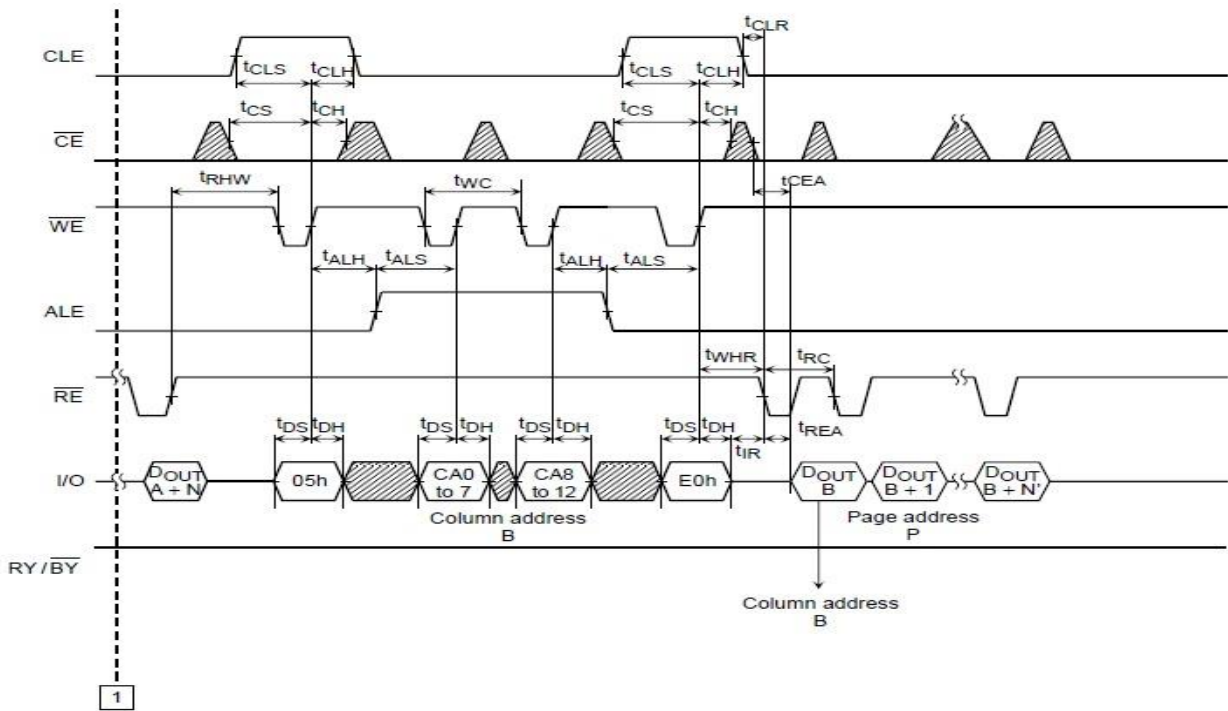 tCLR
CLE
tCLS tCLH tCLS tCLH
tCS tCH tCS tCH
CE
tRHW tWC tCEA
WE
tALH tALS tALH tALS
ALE
tWHR tRC
RE
tDS tDH tDS tDH tDS tDH tDS tDH tREA
tIR
I/O
DOUT A + N
05h
CA0 to 7
CA8 to 12
E0h
DOUT B
DOUT B + 1
DOUT B + N'
Column address
B
Page address
P
RY / BY
Column address
B
1